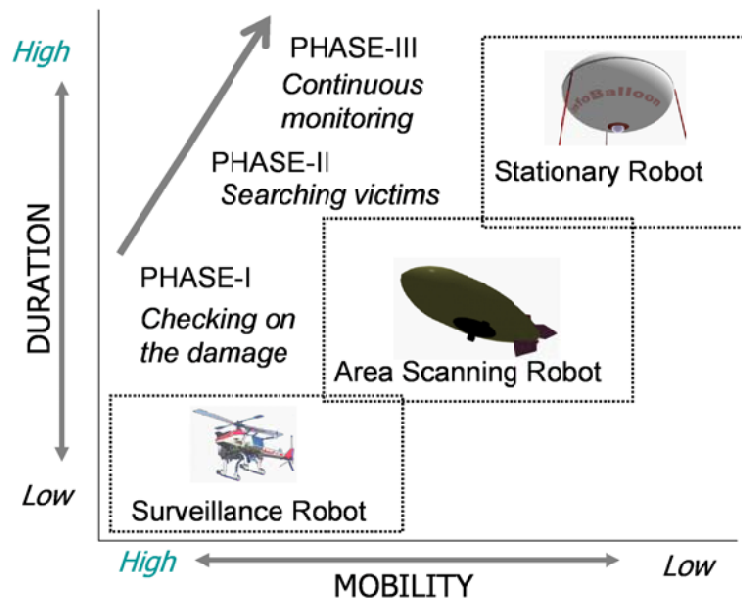 High
PHASE-III
Continuous
monitoring
InfoBalloon
Stationary Robot
PHASE-II
Searching victims
DURATION
PHASE-I
Checking on
the damage
Area Scanning Robot
Low
Surveillance Robot
High
Low
MOBILITY